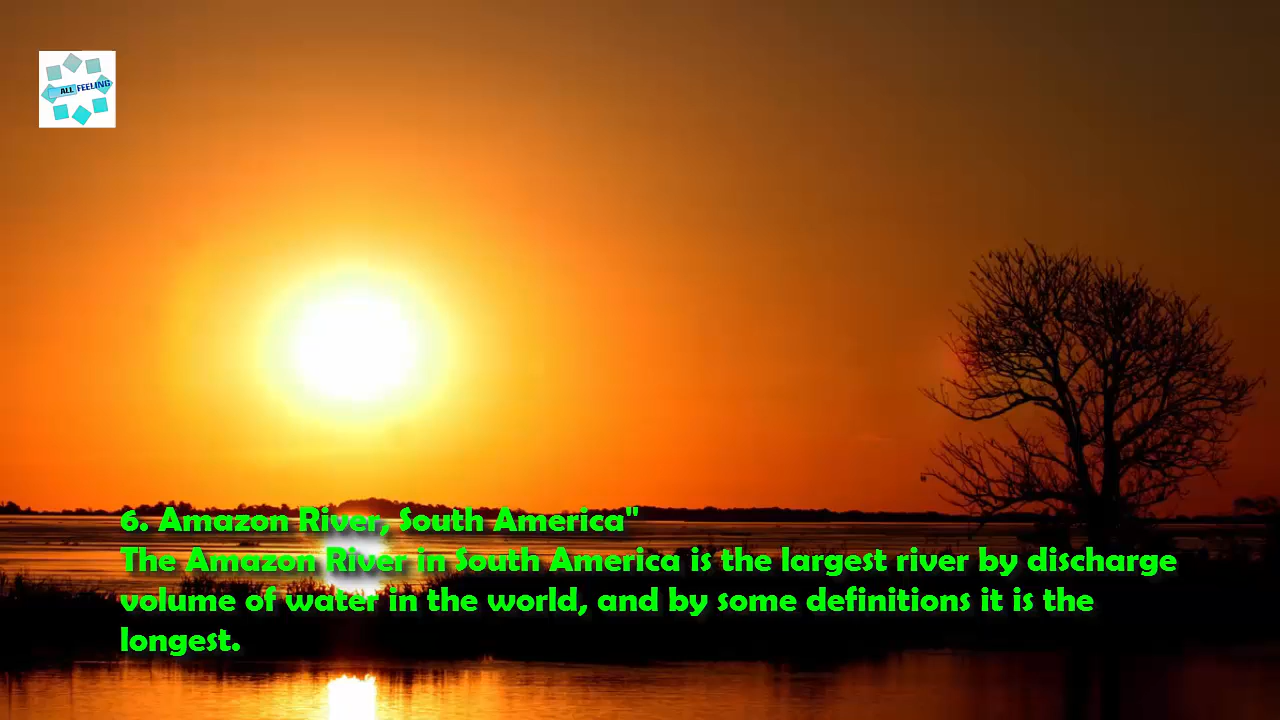 ALL FEELING
6. Amazon River, South America"
The Amazon River in South America is the largest river by discharge
volume of water in the world, and by some definitions it is the
longest.